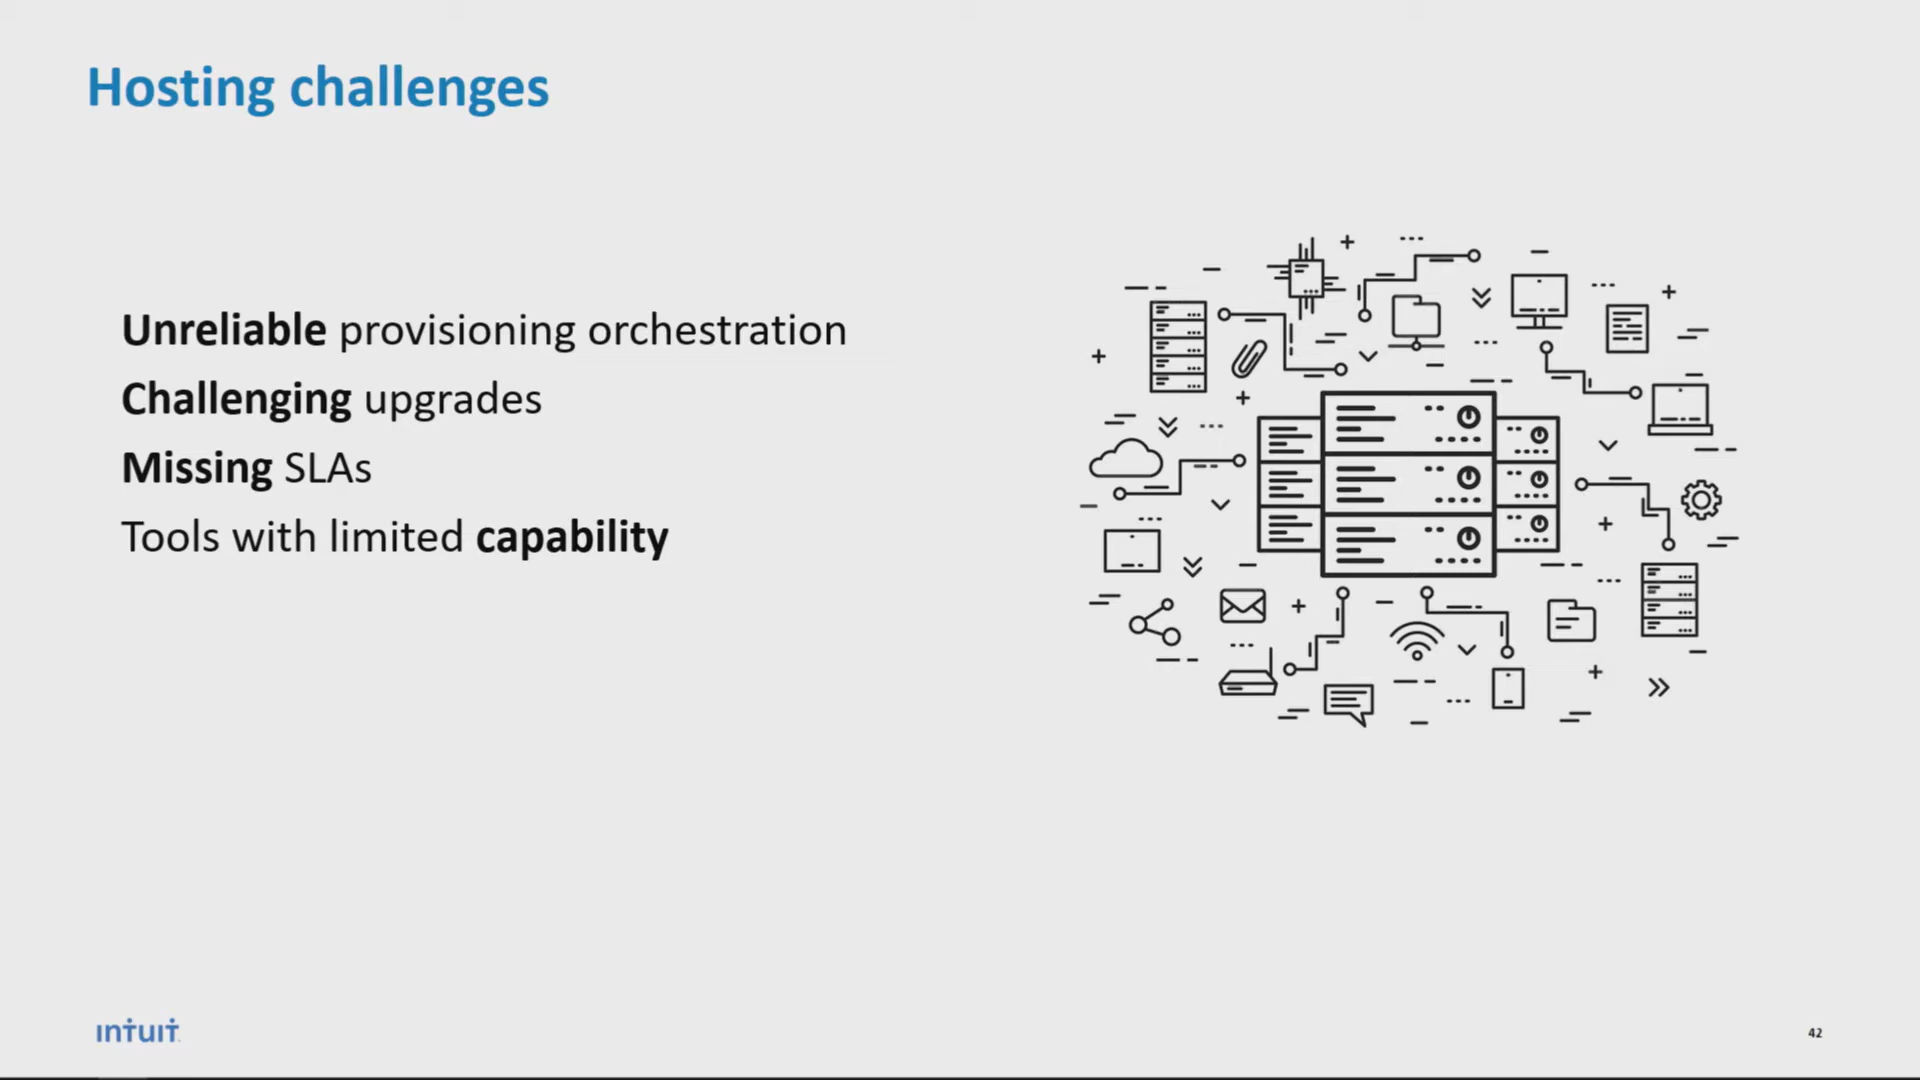 Hosting challenges
Unreliable provisioning orchestration
Challenging upgrades
Missing SLAs
Tools with limited capability
intuit
42